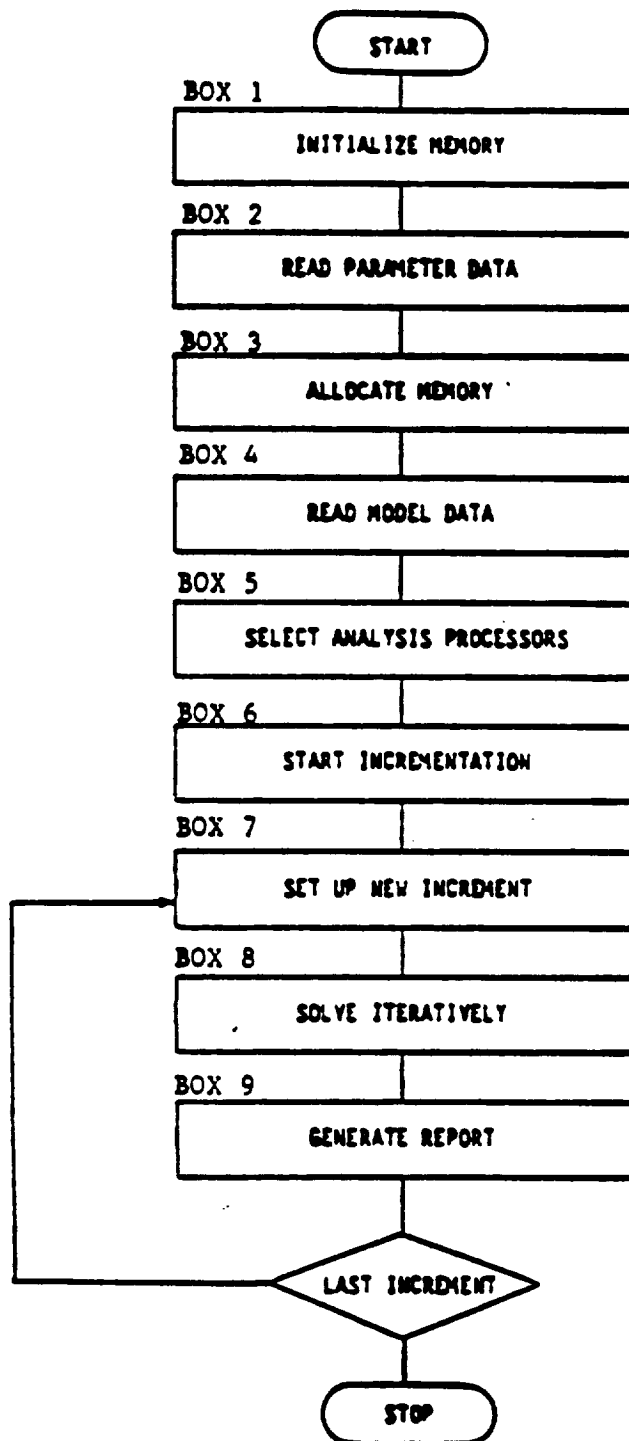 START
BOX 1
INITIALIZE MEMORY
BOX 2
READ PARAMETER DATA
BOX 3
ALLOCATE MEMORY
BOX 4
READ MODEL DATA
BOX 5
SELECT ANALYSIS PROCESSORS
BOX 6
START INCREMENTATION
BOX 7
SET UP NEW INCREMENT
BOX 8
SOLVE ITERATIVELY
BOX 9
GENERATE REPORT
LAST INCREMENT
STOP